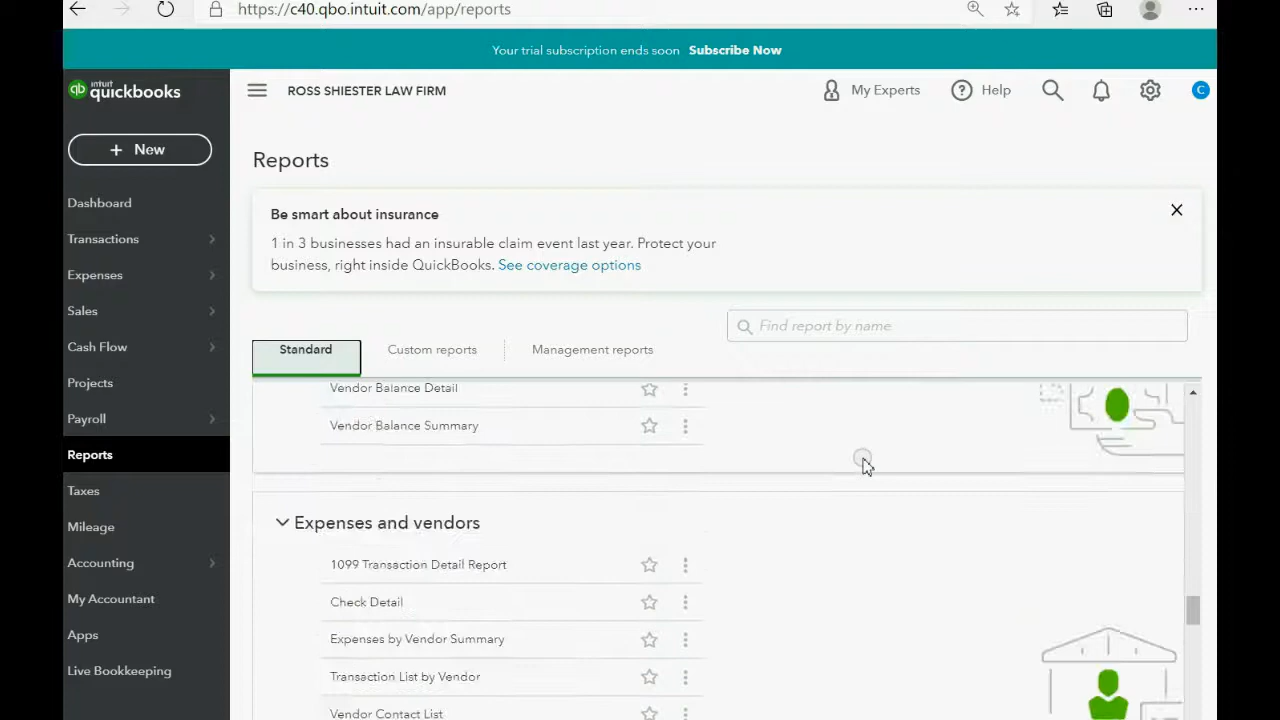 https://c40.qbo.intuit.com/app/reports
Your trial subscription ends soon Subscribe Now
qb intuit quickbooks
ROSS SHIESTER LAW FIRM
My Experts
Help
C
+ New
Dashboard
Transactions
Expenses
Sales
Cash Flow
Projects
Payroll
Reports
Taxes
Mileage
Accounting
My Accountant
Apps
Live Bookkeeping
Reports
Be smart about insurance
1 in 3 businesses had an insurable claim event last year. Protect your
business, right inside QuickBooks. See coverage options
Find report by name
Standard
Custom reports
Management reports
Vendor Balance Detail
Vendor Balance Summary
Expenses and vendors
1099 Transaction Detail Report
Check Detail
Expenses by Vendor Summary
Transaction List by Vendor
Vendor Contact List